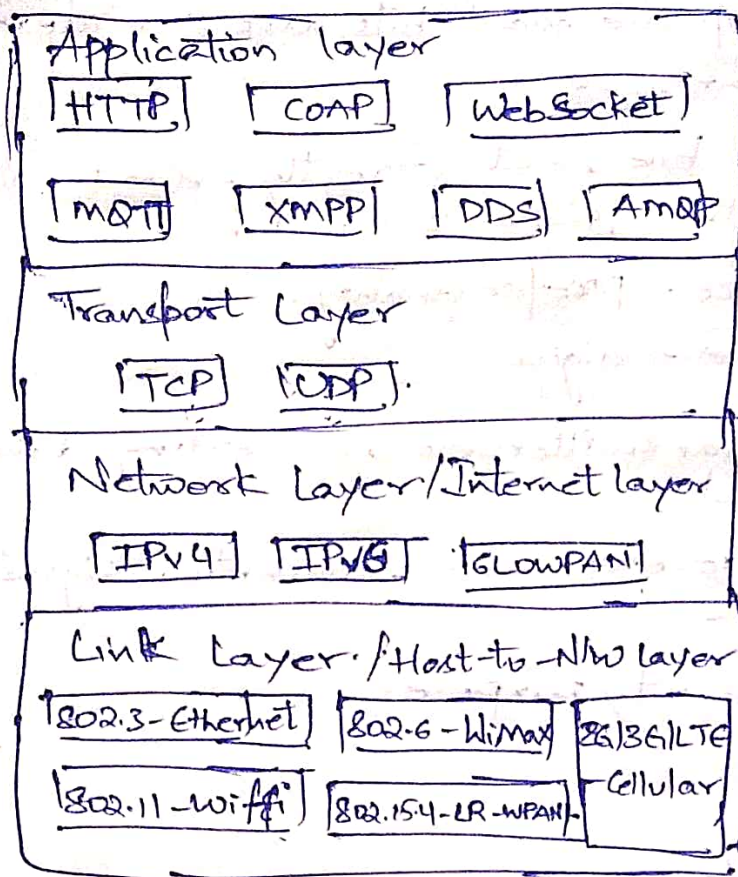 Application layer
HTTP COAP WebSocket
MQTT XMPP DDS AMQP
Transport Layer
TCP UDP.
Network Layer/Internet layer
IPv4 IPv6 6LOWPAN
Link Layer./Host-to-N/W layer
802.3-Ethernet 802.6-WiMax 2G/3G/LTE
-Cellular
802.11-wiffi 802.15.4-LR-WPAN